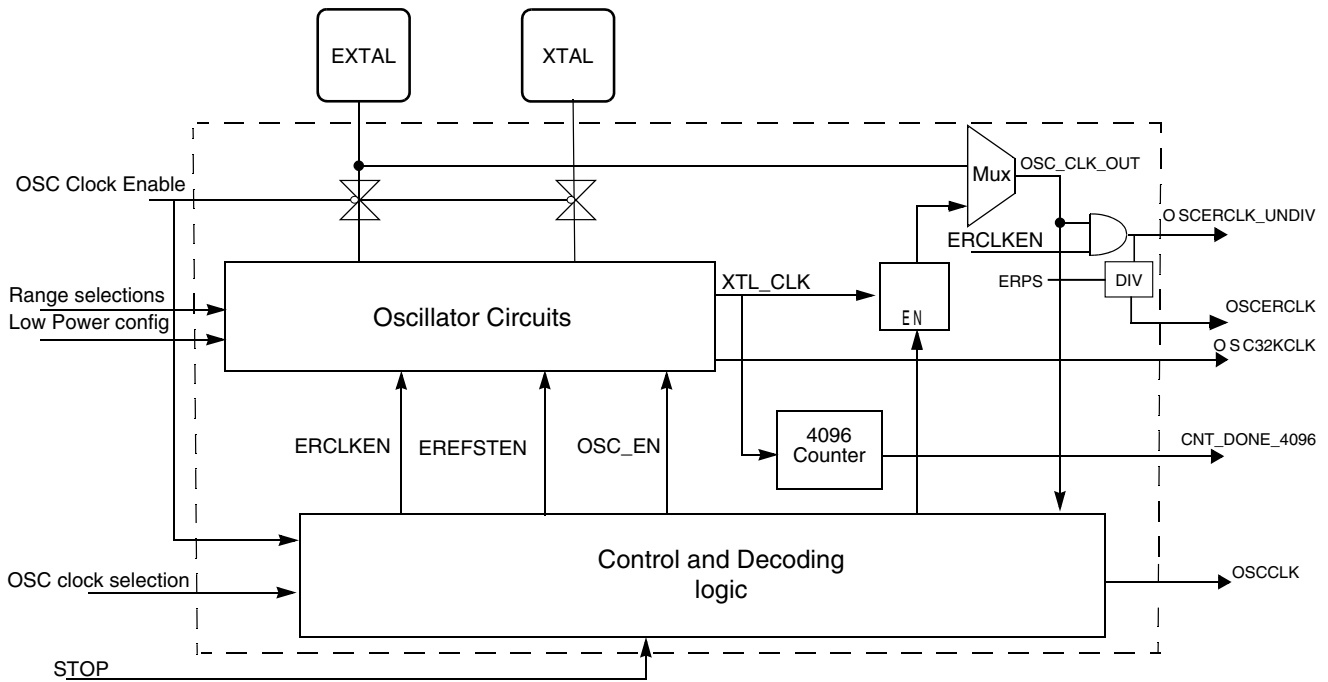 EXTAL
XTAL
OSC Clock Enable
Mux
OSC_CLK_OUT
OSCERCLK_UNDIV
ERCLKEN
XTL_CLK
ERPS
DIV
Range selections
Low Power config
Oscillator Circuits
EN
OSCERCLK
OSC32KCLK
ERCLKEN
EREFSTEN
OSC_EN
4096
Counter
CNT_DONE_4096
Control and Decoding
logic
OSC clock selection
OSCCLK
STOP